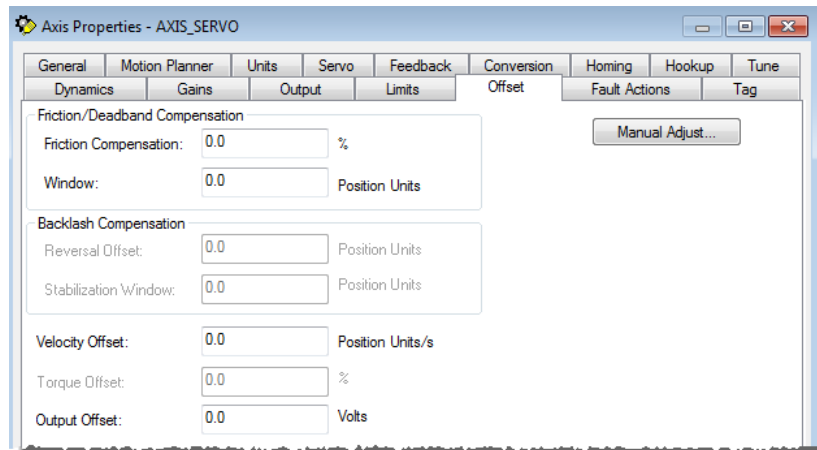 Axis Properties - AXIS_SERVO
General Motion Planner Units Servo Feedback Conversion Homing Hookup Tune
Dynamics Gains Output Limits Offset Fault Actions Tag
Friction/Deadband Compensation
Manual Adjust...
Friction Compensation: 0.0 %
Window: 0.0 Position Units
Backlash Compensation
Reversal Offset: 0.0 Position Units
Stabilization Window: 0.0 Position Units
Velocity Offset: 0.0 Position Units/s
Torque Offset: 0.0 %
Output Offset: 0.0 Volts